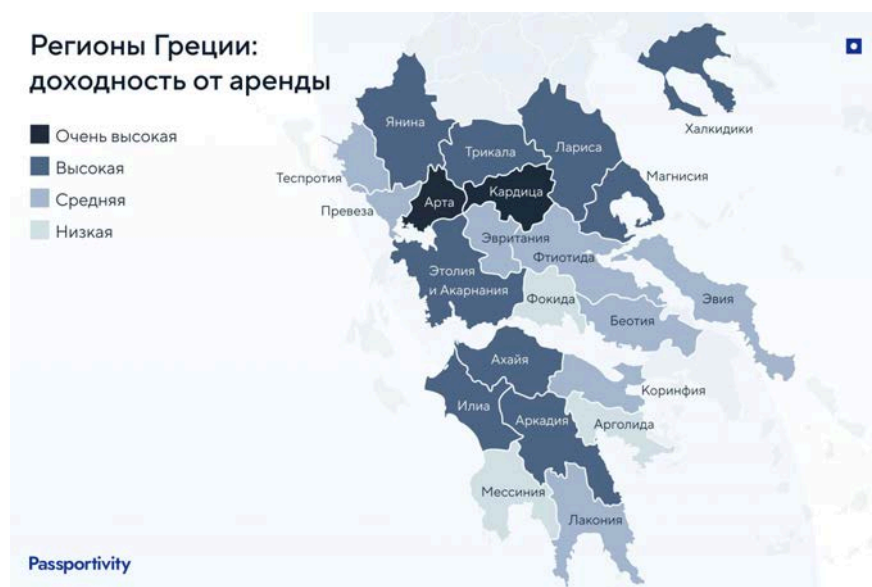 Регионы Греции:
доходность от аренды
Очень высокая
Высокая
Средняя
Низкая
Янина
Трикала
Лариса
Халкидики
Магнисия
Теспротия
Превеза
Арта
Кардица
Эвритания
Фтиотида
Этолия
и Акарнания
Фокида
Эвия
Беотия
Ахайя
Коринфия
Илиа
Аркадия
Арголида
Мессиния
Лакония
Passportivity